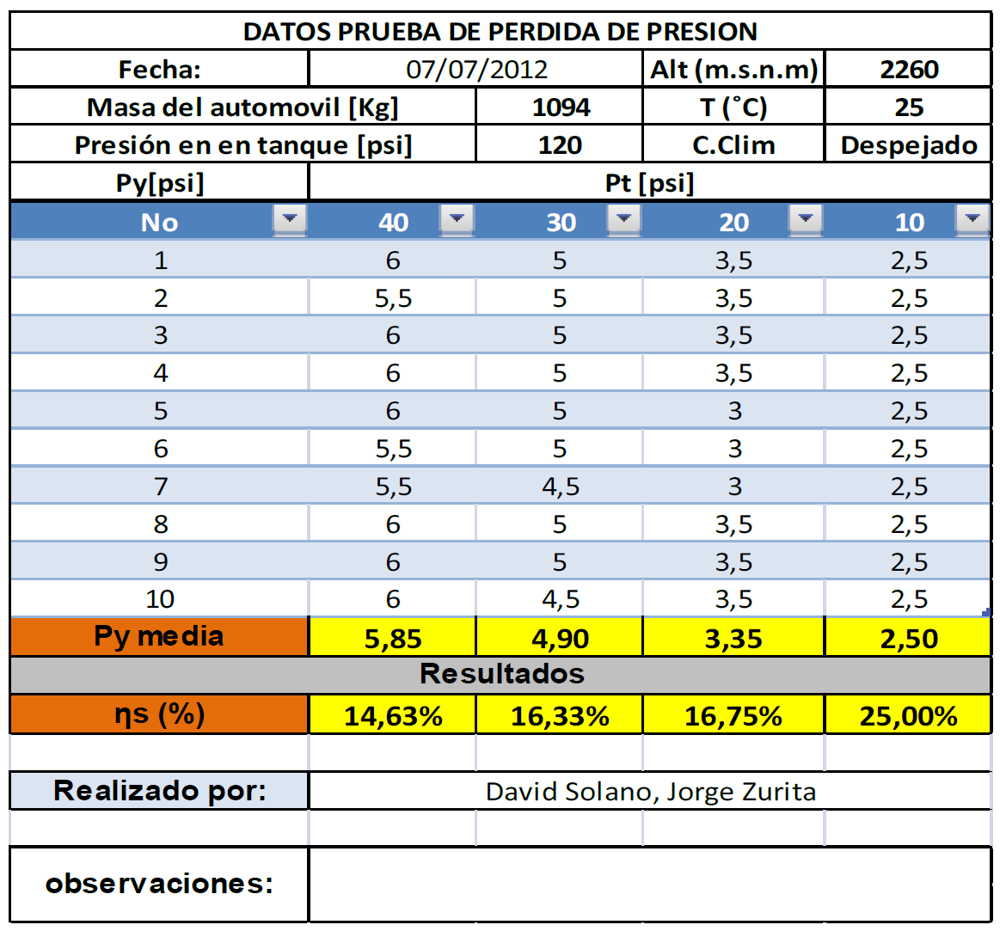 DATOS PRUEBA DE PERDIDA DE PRESION
Fecha: 07/07/2012 Alt (m.s.n.m) 2260
Masa del automovil [Kg] 1094 T (˚C) 25
Presión en en tanque [psi] 120 C.Clim Despejado
Py[psi] Pt [psi]
No 40 30 20 10
1 6 5 3,5 2,5
2 5,5 5 3,5 2,5
3 6 5 3,5 2,5
4 6 5 3,5 2,5
5 6 5 3 2,5
6 5,5 5 3 2,5
7 5,5 4,5 3 2,5
8 6 5 3,5 2,5
9 6 5 3,5 2,5
10 6 4,5 3,5 2,5
Py media 5,85 4,90 3,35 2,50
Resultados
ηs (%) 14,63% 16,33% 16,75% 25,00%
Realizado por: David Solano, Jorge Zurita
observaciones: